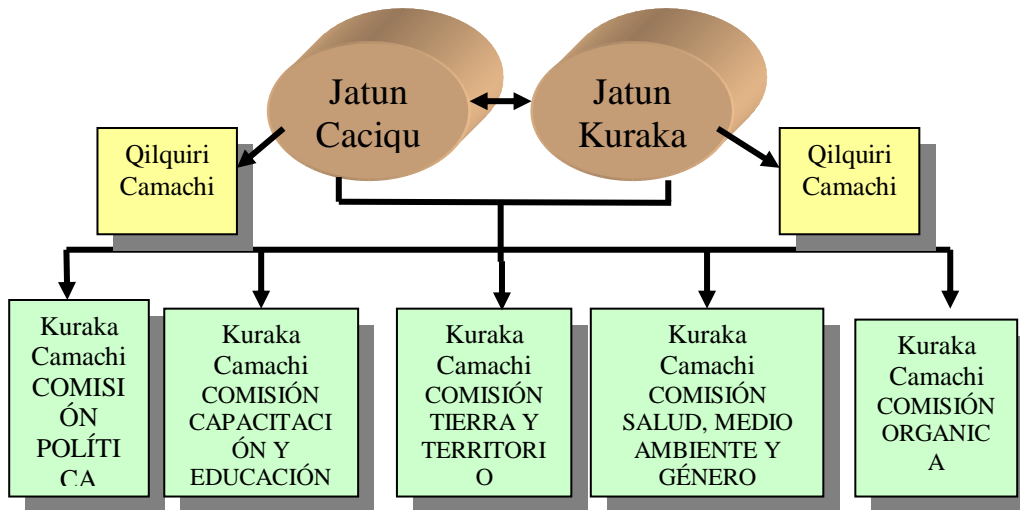 Jatun
Caciqu
Jatun
Kuraka
Qilquiri
Camachi
Qilquiri
Camachi
Kuraka
Camachi
COMISI
ÓN
POLÍTI
CA
Kuraka
Camachi
COMISIÓN
CAPACITACI
ÓN Y
EDUCACIÓN
Kuraka
Camachi
COMISIÓN
TIERRA Y
TERRITORI
O
Kuraka
Camachi
COMISIÓN
SALUD, MEDIO
AMBIENTE Y
GÉNERO
Kuraka
Camachi
COMISIÓN
ORGANIC
A